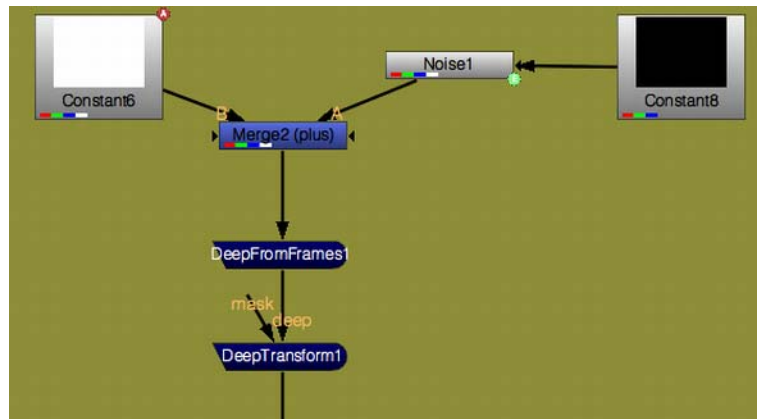 Constant6
Noise1
Constant8
B
A
Merge2 (plus)
DeepFromFrames1
mask
deep
DeepTransform1